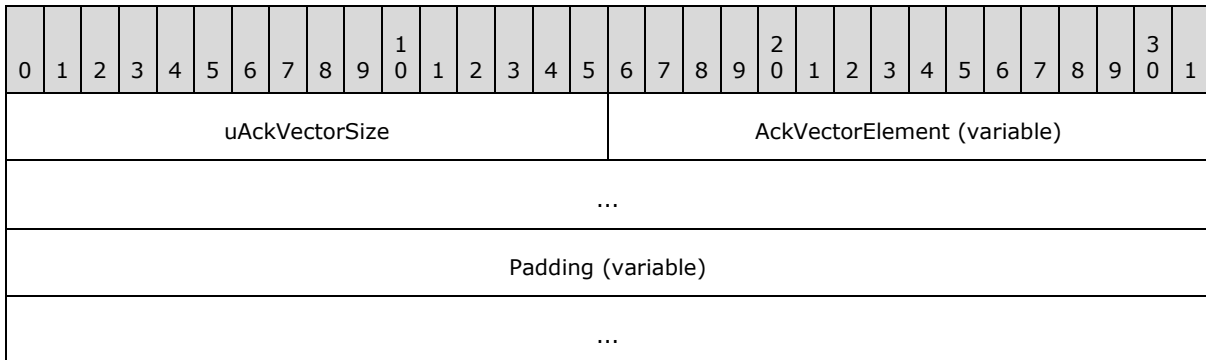 1 2 3
0 1 2 3 4 5 6 7 8 9 0 1 2 3 4 5 6 7 8 9 0 1 2 3 4 5 6 7 8 9 0 1
uAckVectorSize AckVectorElement (variable)
...
Padding (variable)
...